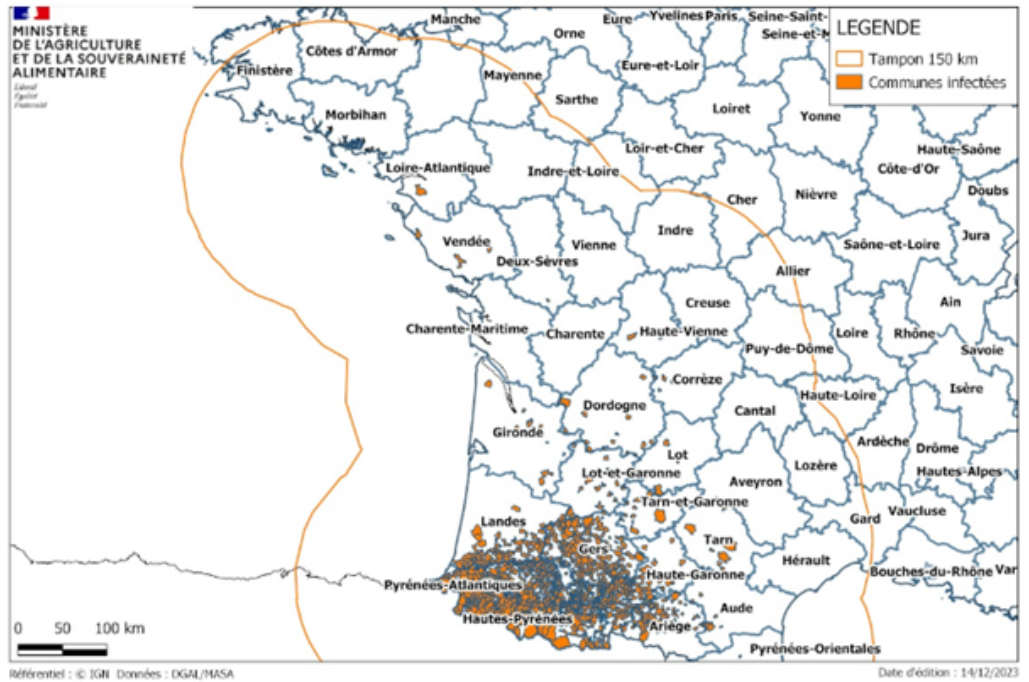 MINISTÈRE
DE L'AGRICULTURE
ET DE LA SOUVERAINETÉ
ALIMENTAIRE
Liberté
Égalité
Fraternité
LEGENDE
Tampon 150 km
Communes infectées
Manche
Orne
Eure
Yvelines
Paris
Seine-Saint-
Seine-et-M
Eure-et-Loir
Côtes d'Armor
Finistère
Mayenne
Sarthe
Loiret
Yonne
Morbihan
Loir-et-Cher
Haute-Saône
Loire-Atlantique
Indre-et-Loire
Côte-d'Or
Doubs
Cher
Nièvre
Vendée
Vienne
Indre
Saône-et-Loire
Jura
Deux-Sèvres
Allier
Creuse
Ain
Charente-Maritime
Charente
Haute-Vienne
Loire
Rhône
Puy-de-Dôme
Savoie
Corrèze
Isère
Dordogne
Cantal
Haute-Loire
Gironde
Ardèche
Drôme
Lot
Lozère
Hautes-Alpes
Lot-et-Garonne
Aveyron
Tarn-et-Garonne
Landes
Gard
Vaucluse
Gers
Tarn
Hérault
Haute-Garonne
Bouches-du-Rhône
Var
Pyrénées-Atlantiques
Aude
Hautes-Pyrénées
Ariège
Pyrénées-Orientales
0 50 100 km
Référentiel : © IGN Données : DGAL/MASA
Date d'édition : 14/12/2023